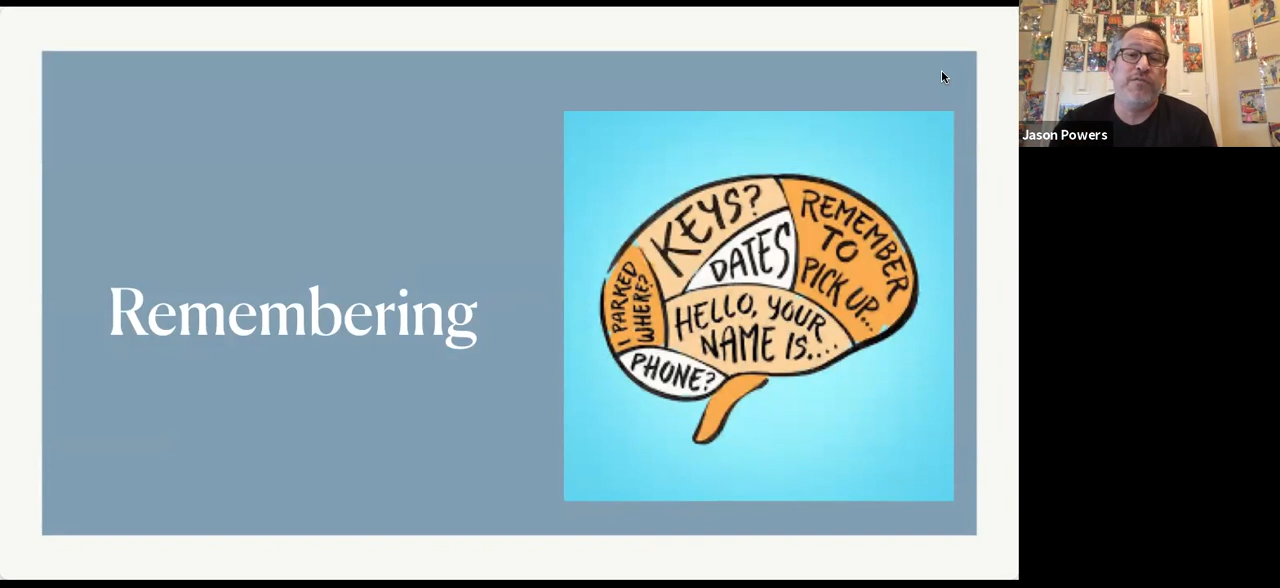 Remembering
KEYS?
DATES
REMEMBER
TO
PICK UP...
I PARKED
WHERE?
HELLO, YOUR
NAME IS....
PHONE?
Jason Powers